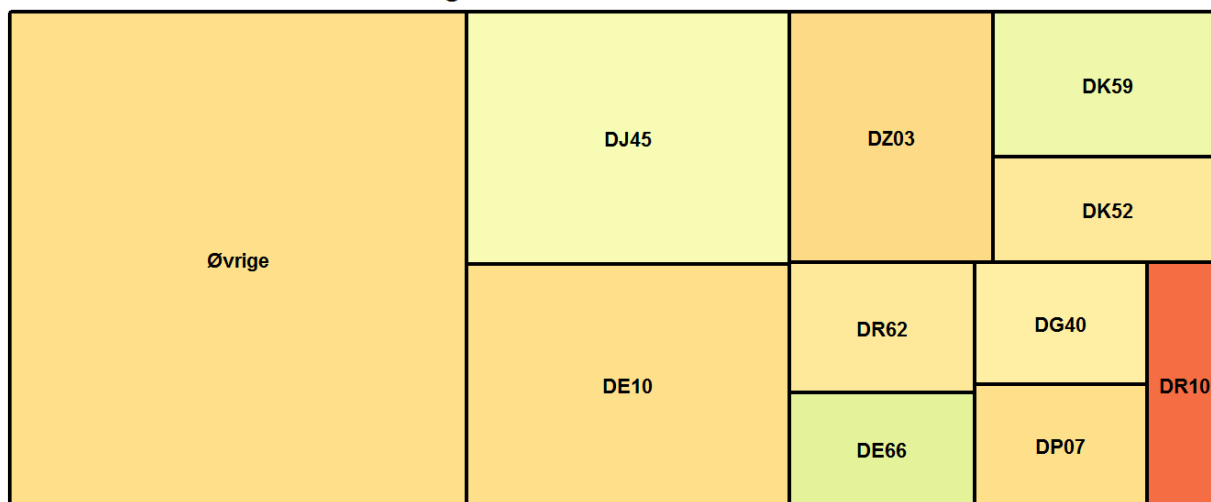 Øvrige
DJ45
DE10
DZ03
DK59
DK52
DR62
DE66
DG40
DP07
DR10